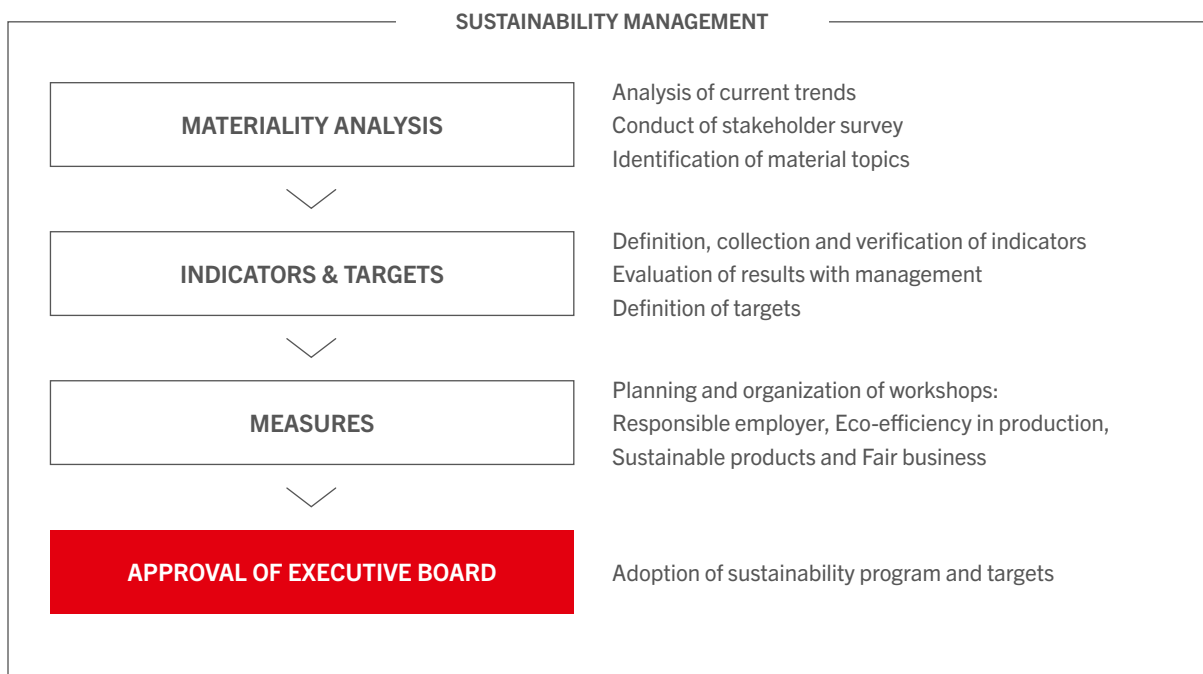 SUSTAINABILITY MANAGEMENT
MATERIALITY ANALYSIS
Analysis of current trends
Conduct of stakeholder survey
Identification of material topics
INDICATORS & TARGETS
Definition, collection and verification of indicators
Evaluation of results with management
Definition of targets
MEASURES
Planning and organization of workshops:
Responsible employer, Eco-efficiency in production,
Sustainable products and Fair business
APPROVAL OF EXECUTIVE BOARD
Adoption of sustainability program and targets